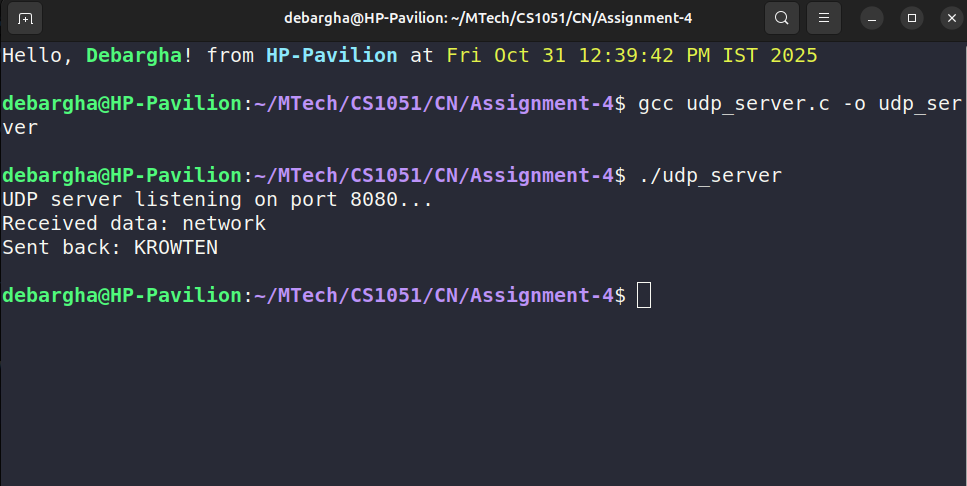 debargha@HP-Pavilion: ~/MTech/CS1051/CN/Assignment-4
Hello, Debargha! from HP-Pavilion at Fri Oct 31 12:39:42 PM IST 2025
debargha@HP-Pavilion:~/MTech/CS1051/CN/Assignment-4$ gcc udp_server.c -o udp_ser
ver
debargha@HP-Pavilion:~/MTech/CS1051/CN/Assignment-4$ ./udp_server
UDP server listening on port 8080...
Received data: network
Sent back: KROWTEN
debargha@HP-Pavilion:~/MTech/CS1051/CN/Assignment-4$